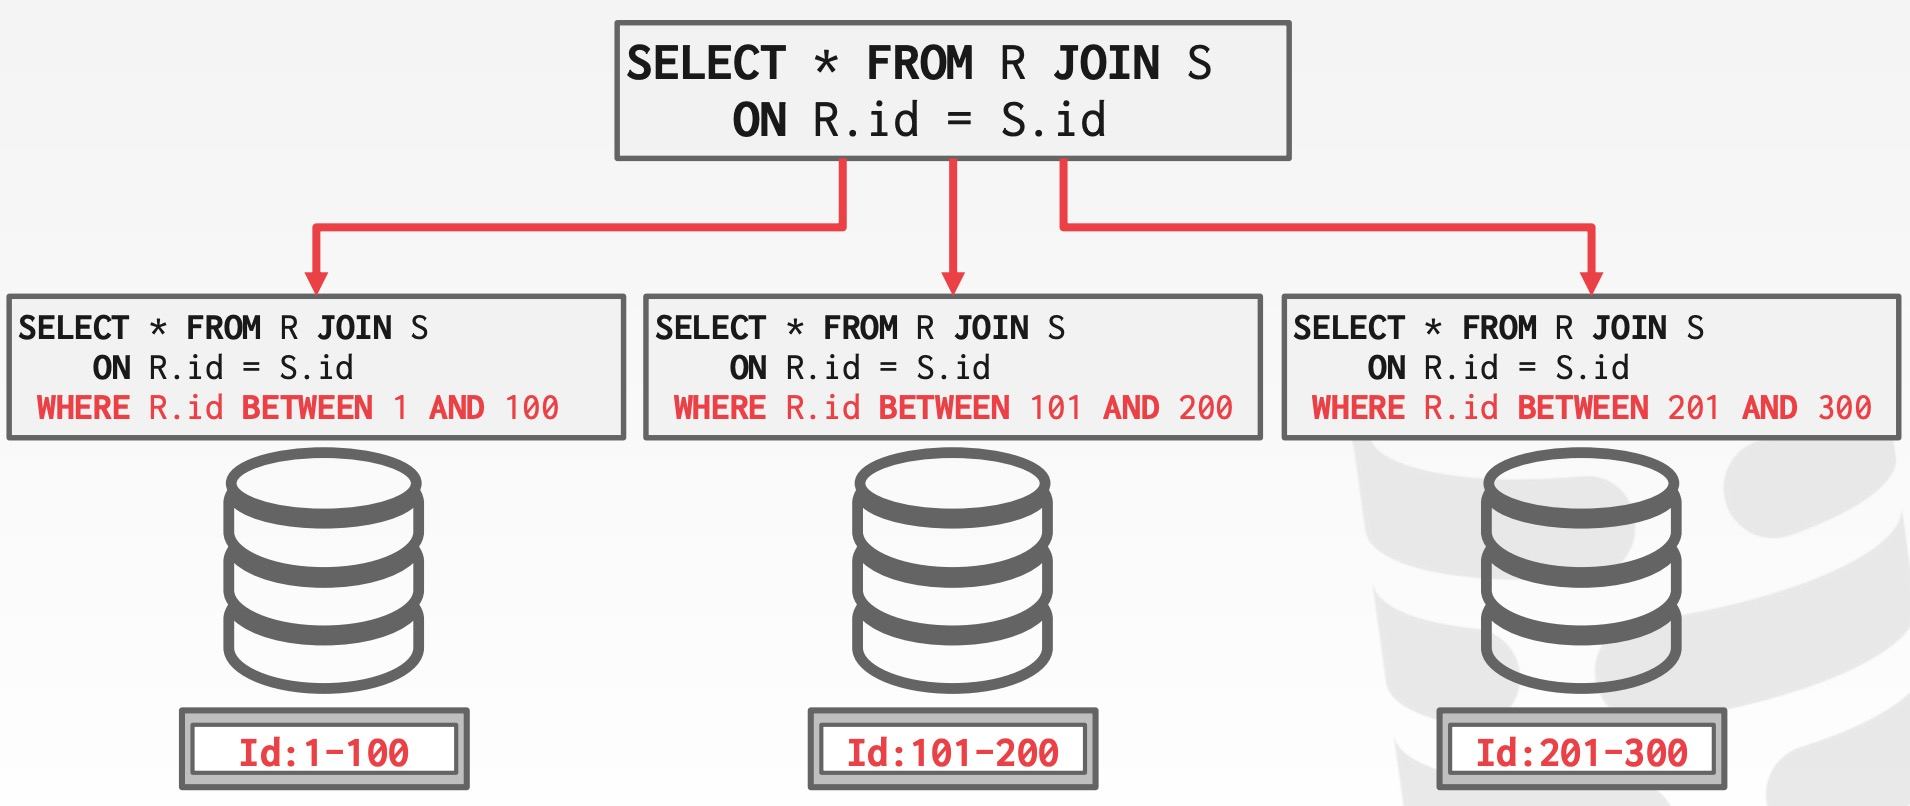 SELECT * FROM R JOIN S
ON R.id = S.id
SELECT * FROM R JOIN S
ON R.id = S.id
WHERE R.id BETWEEN 1 AND 100
SELECT * FROM R JOIN S
ON R.id = S.id
WHERE R.id BETWEEN 101 AND 200
SELECT * FROM R JOIN S
ON R.id = S.id
WHERE R.id BETWEEN 201 AND 300
Id:1-100
Id:101-200
Id:201-300